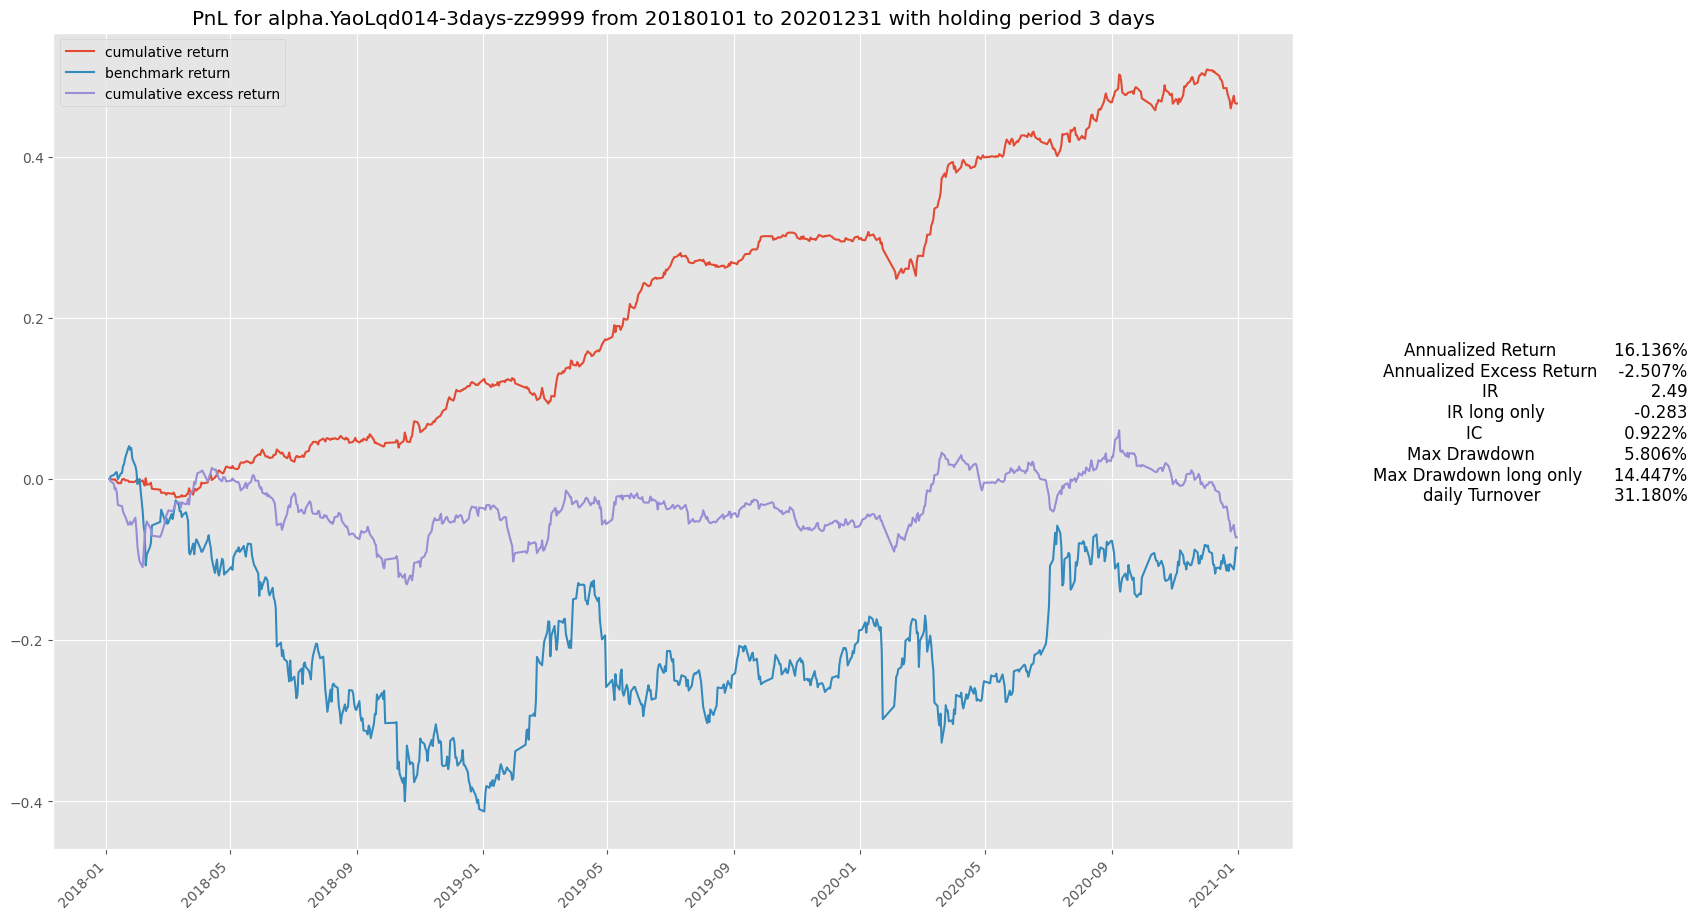 PnL for alpha.YaoLqd014-3days-zz9999 from 20180101 to 20201231 with holding period 3 days
cumulative return
benchmark return
cumulative excess return
0.4
0.2
0.0
−0.2
−0.4
2018-01
2018-05
2018-09
2019-01
2019-05
2019-09
2020-01
2020-05
2020-09
2021-01
Annualized Return 16.136%
Annualized Excess Return -2.507%
IR 2.49
IR long only -0.283
IC 0.922%
Max Drawdown 5.806%
Max Drawdown long only 14.447%
daily Turnover 31.180%